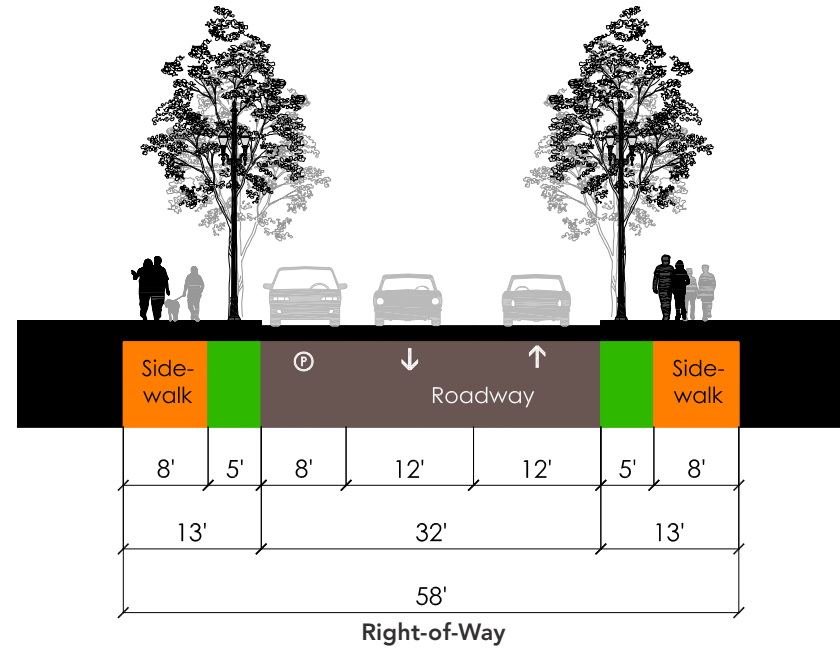 Side-
walk
P
Roadway
Side-
walk
8' 5' 8' 12' 12' 5' 8'
13' 32' 13'
58'
Right-of-Way